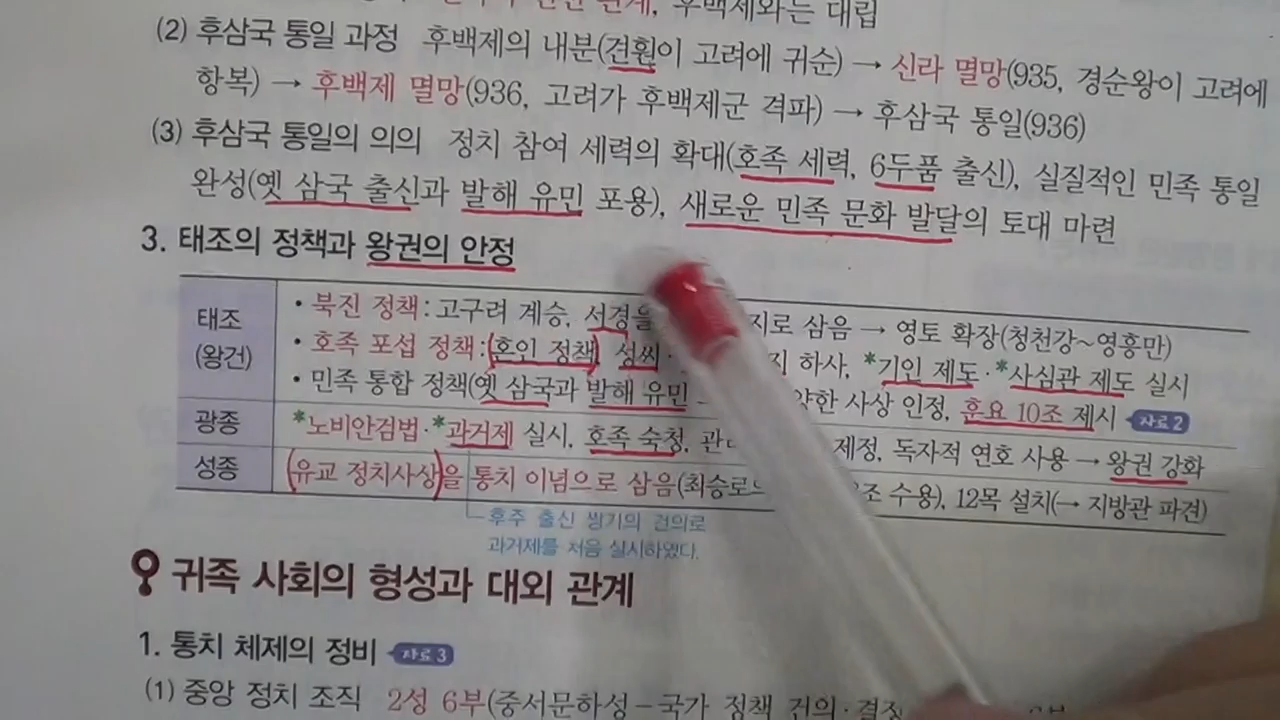 후백제와는 대립
(2) 후삼국 통일 과정 후백제의 내분(견훤이 고려에 귀순) → 신라 멸망(935, 경순왕이 고려에
항복) → 후백제 멸망(936, 고려가 후백제군 격파) → 후삼국 통일(936)
(3) 후삼국 통일의 의의 정치 참여 세력의 확대(호족 세력, 6두품 출신), 실질적인 민족 통일
완성(옛 삼국 출신과 발해 유민 포용), 새로운 민족 문화 발달의 토대 마련
3. 태조의 정책과 왕권의 안정
태조
(왕건)
• 북진 정책: 고구려 계승, 서경을 지로 삼음 → 영토 확장(청천강~영흥만)
• 호족 포섭 정책: (혼인 정책), 성씨· 지 하사, *기인 제도·*사심관 제도 실시
• 민족 통합 정책(옛 삼국과 발해 유민 양한 사상 인정, 훈요 10조 제시 자료 2
광종
*노비안검법·*과거제 실시, 호족 숙청, 관 제정, 독자적 연호 사용 → 왕권 강화
성종
(유교 정치사상)을 통치 이념으로 삼음(최승로 조 수용), 12목 설치(→ 지방관 파견)
후주 출신 쌍기의 건의로
과거제를 처음 실시하였다.
귀족 사회의 형성과 대외 관계
1. 통치 체제의 정비 자료 3
(1) 중앙 정치 조직 2성 6부(중서문하성-국가 정책 건의·결정